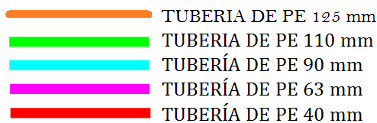 TUBERIA DE PE 125 mm
TUBERIA DE PE 110 mm
TUBERÍA DE PE 90 mm
TUBERÍA DE PE 63 mm
TUBERÍA DE PE 40 mm